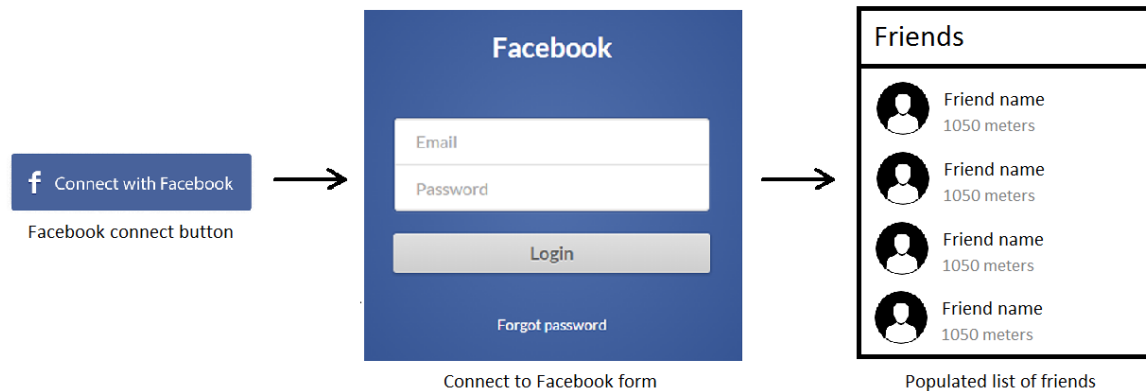 f Connect with Facebook
Facebook connect button
Facebook
Email
Password
Login
Forgot password
Connect to Facebook form
Friends
Friend name
1050 meters
Friend name
1050 meters
Friend name
1050 meters
Friend name
1050 meters
Populated list of friends